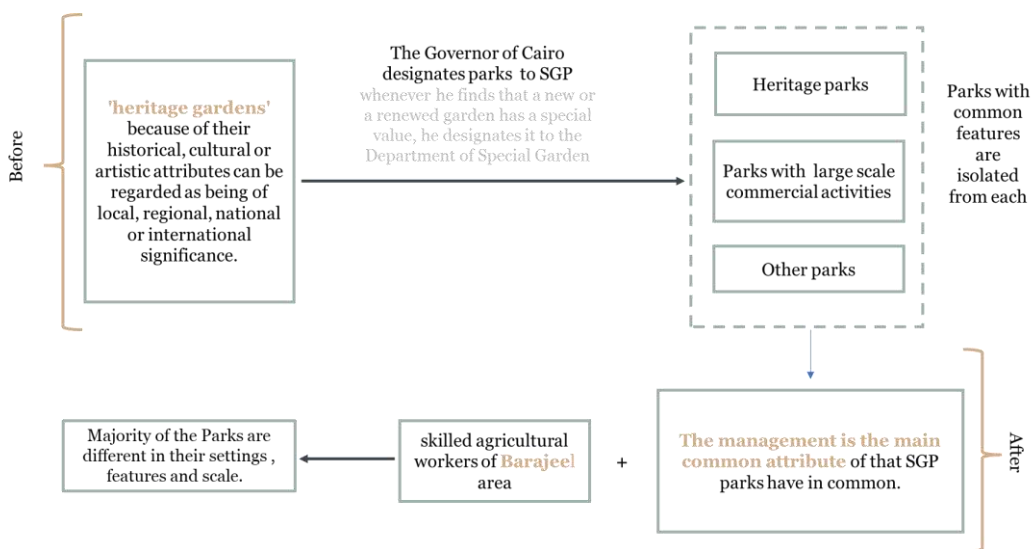 Before
'heritage gardens'
because of their
historical, cultural or
artistic attributes can be
regarded as being of
local, regional, national
or international
significance.
The Governor of Cairo
designates parks to SGP
whenever he finds that a new or
a renewed garden has a special
value, he designates it to the
Department of Special Garden
Heritage parks
Parks with large scale
commercial activities
Other parks
Parks with
common
features
are
isolated
from each
Majority of the Parks are
different in their settings ,
features and scale.
skilled agricultural
workers of Barajeel
area
+
The management is the main
common attribute of that SGP
parks have in common.
After